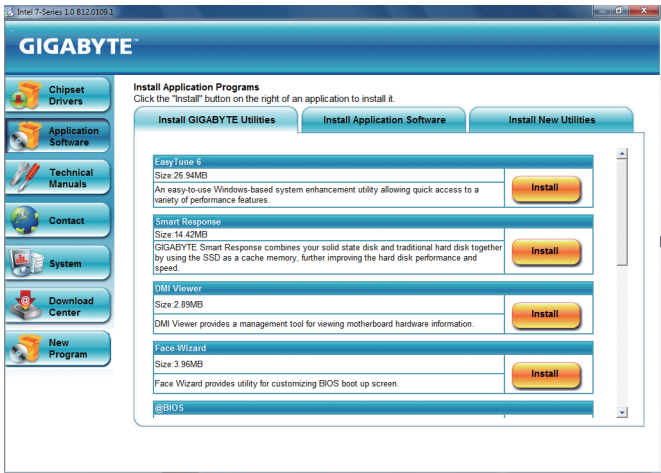 Intel 7-Series 1.0 B12.0109.1
GIGABYTE™
Chipset
Drivers
Application
Software
Technical
Manuals
Contact
System
Download
Center
New
Program
Install Application Programs
Click the "Install" button on the right of an application to install it.
Install GIGABYTE Utilities
Install Application Software
Install New Utilities
EasyTune 6
Size:26.94MB
An easy-to-use Windows-based system enhancement utility allowing quick access to a
variety of performance features.
Install
Smart Response
Size:14.42MB
GIGABYTE Smart Response combines your solid state disk and traditional hard disk together
by using the SSD as a cache memory, further improving the hard disk performance and
speed.
Install
DMI Viewer
Size:2.89MB
DMI Viewer provides a management tool for viewing motherboard hardware information.
Install
Face-Wizard
Size:3.96MB
Face Wizard provides utility for customizing BIOS boot up screen.
Install
@BIOS